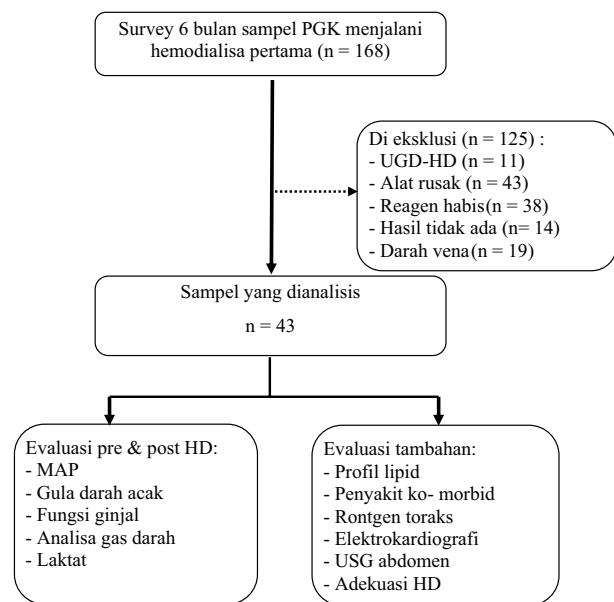 Survey 6 bulan sampel PGK menjalani
hemodialisa pertama (n = 168)
Di eksklusi (n = 125) :
- UGD-HD (n = 11)
- Alat rusak (n = 43)
- Reagen habis(n = 38)
- Hasil tidak ada (n= 14)
- Darah vena(n = 19)
Sampel yang dianalisis
n = 43
Evaluasi pre & post HD:
- MAP
- Gula darah acak
- Fungsi ginjal
- Analisa gas darah
- Laktat
Evaluasi tambahan:
- Profil lipid
- Penyakit ko- morbid
- Rontgen toraks
- Elektrokardiografi
- USG abdomen
- Adekuasi HD